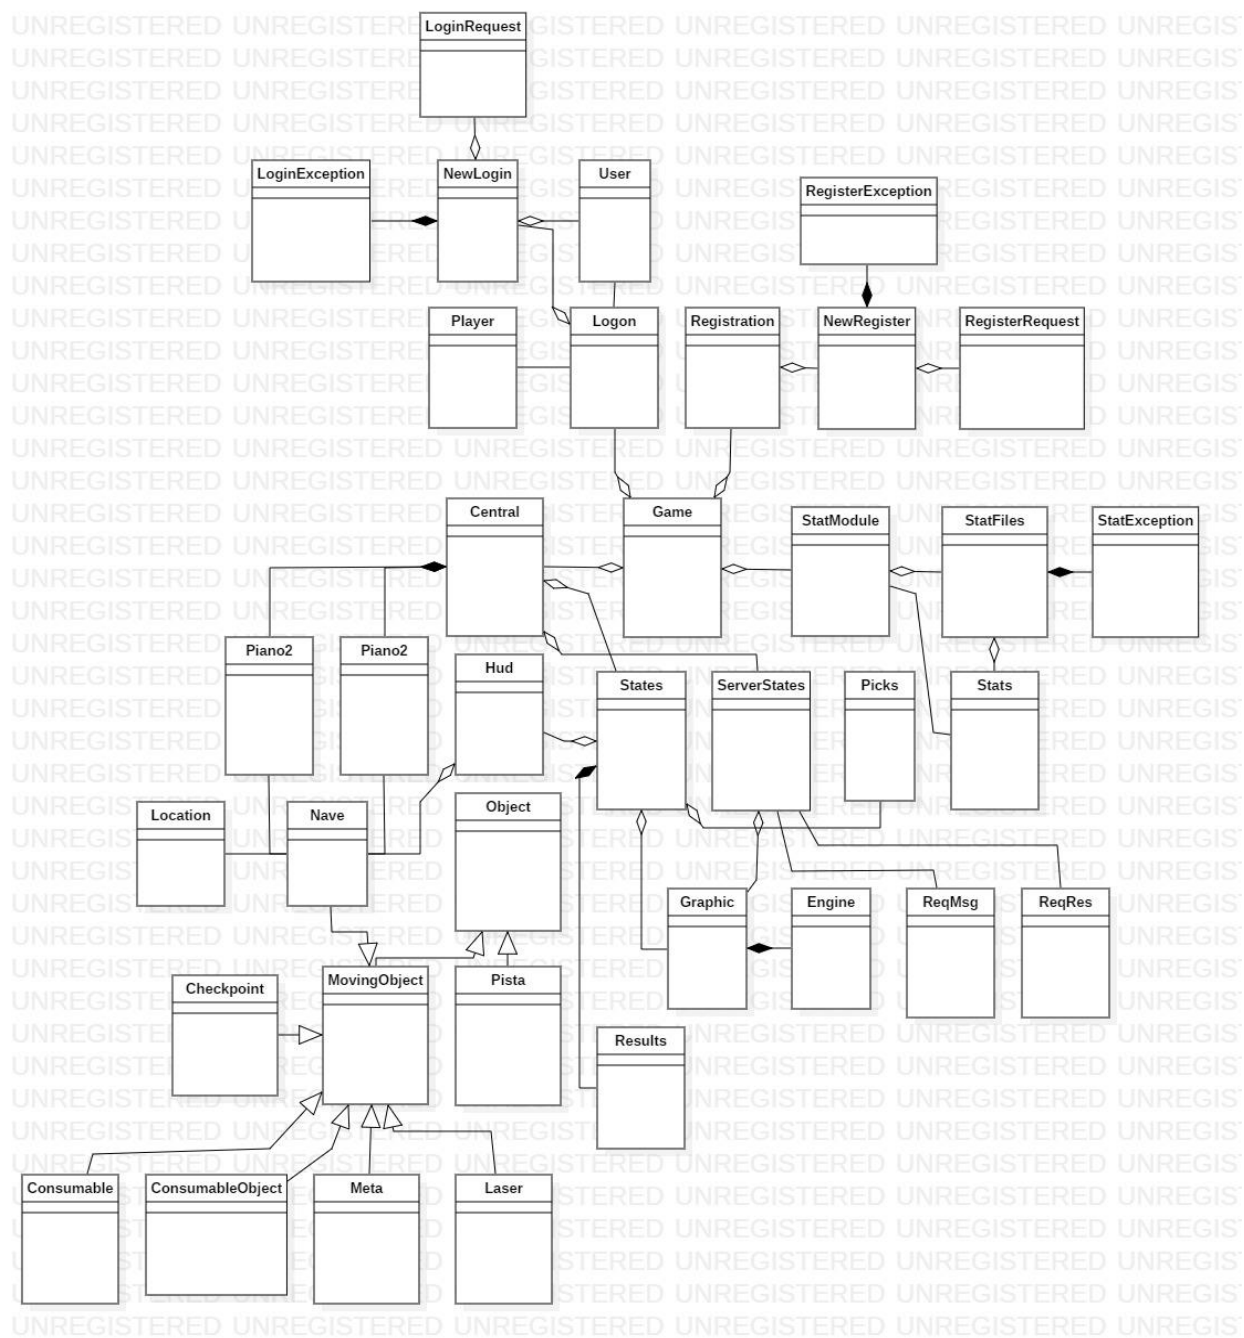 UNREGISTERED UNREGISTERED UNREGISTERED UNREGISTERED UNREGISTERED
LoginRequest
LoginException
NewLogin
User
RegisterException
Player
Logon
Registration
NewRegister
RegisterRequest
Central
Game
StatModule
StatFiles
StatException
Piano2
Piano2
Hud
States
ServerStates
Picks
Stats
Location
Nave
Object
Graphic
Engine
ReqMsg
ReqRes
Checkpoint
MovingObject
Pista
Results
Consumable
ConsumableObject
Meta
Laser